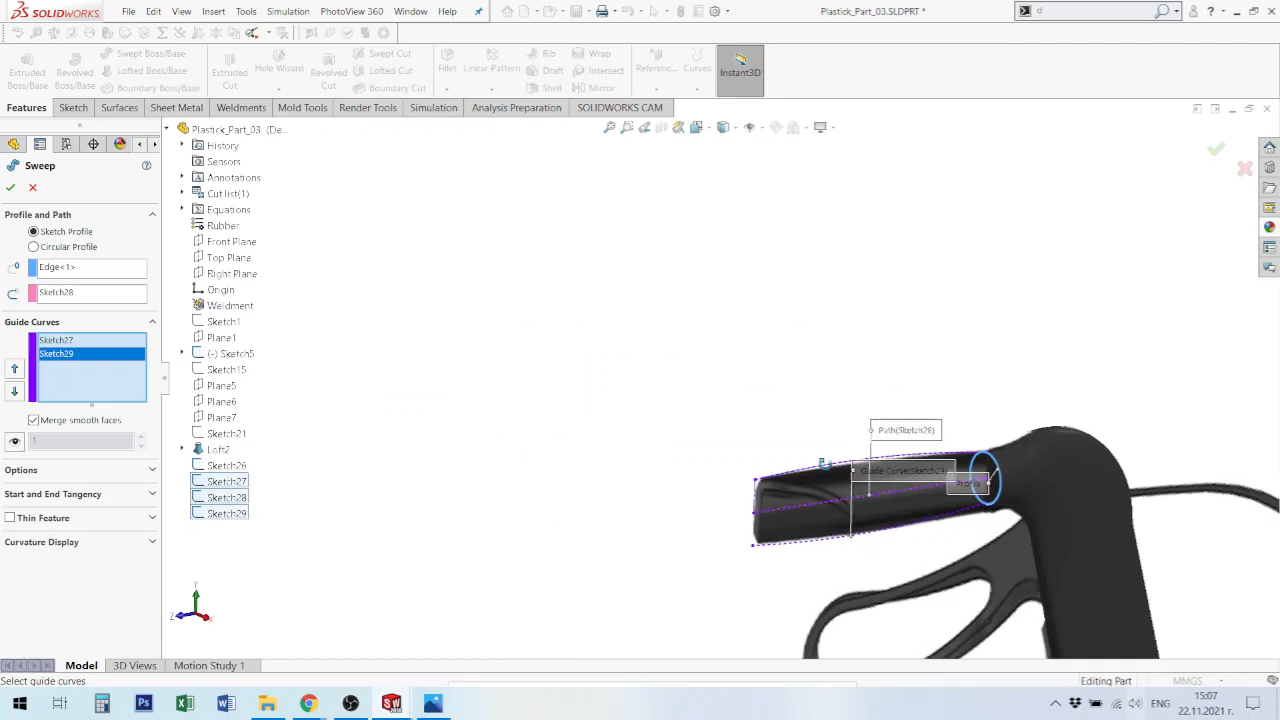 SOLIDWORKS File Edit View Insert Tools Simulation PhotoView 360 Window Help Plastick_Part_03.SLDPRT * d
Extruded Boss/Base Revolved Boss/Base Swept Boss/Base Lofted Boss/Base Boundary Boss/Base Extruded Cut Hole Wizard Revolved Cut Swept Cut Lofted Cut Boundary Cut Fillet Linear Pattern Rib Draft Shell Wrap Intersect Mirror Referenc... Curves Instant3D
Features Sketch Surfaces Sheet Metal Weldments Mold Tools Render Tools Simulation Analysis Preparation SOLIDWORKS CAM
Plastick_Part_03 (De...
History
Sweep
Sensors
Annotations
Cut list(1)
Profile and Path
Equations
Sketch Profile
Rubber
Circular Profile
Front Plane
Top Plane
Edge<1>
Right Plane
Sketch28
Origin
Weldment
Guide Curves
Sketch1
Sketch27
Plane1
Sketch29
(-) Sketch5
Sketch15
Plane5
Plane6
Merge smooth faces
Plane7
1
Sketch21
Path(Sketch28)
Loft2
Options
Sketch26
Guide Curve(Sketch29)
Sketch27
Profile
Start and End Tangency
Sketch28
Thin Feature
Sketch29
Curvature Display
Y
Z
X
Model 3D Views Motion Study 1
Select guide curves Editing Part MMGS
ENG
15:07
22.11.2021 г.